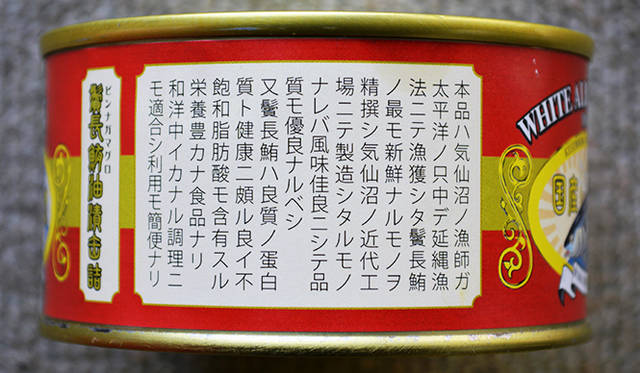 本品ハ気仙沼ノ漁師ガ
太平洋ノ只中デ延縄漁
法ニテ漁獲シタ鬢長鮪
ノ最モ新鮮ナルモノヲ
精撰シ気仙沼ノ近代工
場ニテ製造シタルモノ
ナレバ風味佳良ニシテ品
質モ優良ナルベシ
又鬢長鮪ハ良質ノ蛋白
質ト健康ニ頗ル良イ不
飽和脂肪酸モ含有スル
栄養豊カナ食品ナリ
和洋中イカナル調理ニ
モ適合シ利用モ簡便ナリ
ビンナガマグロ
鬢長鮪油漬缶詰
WHITE
国産